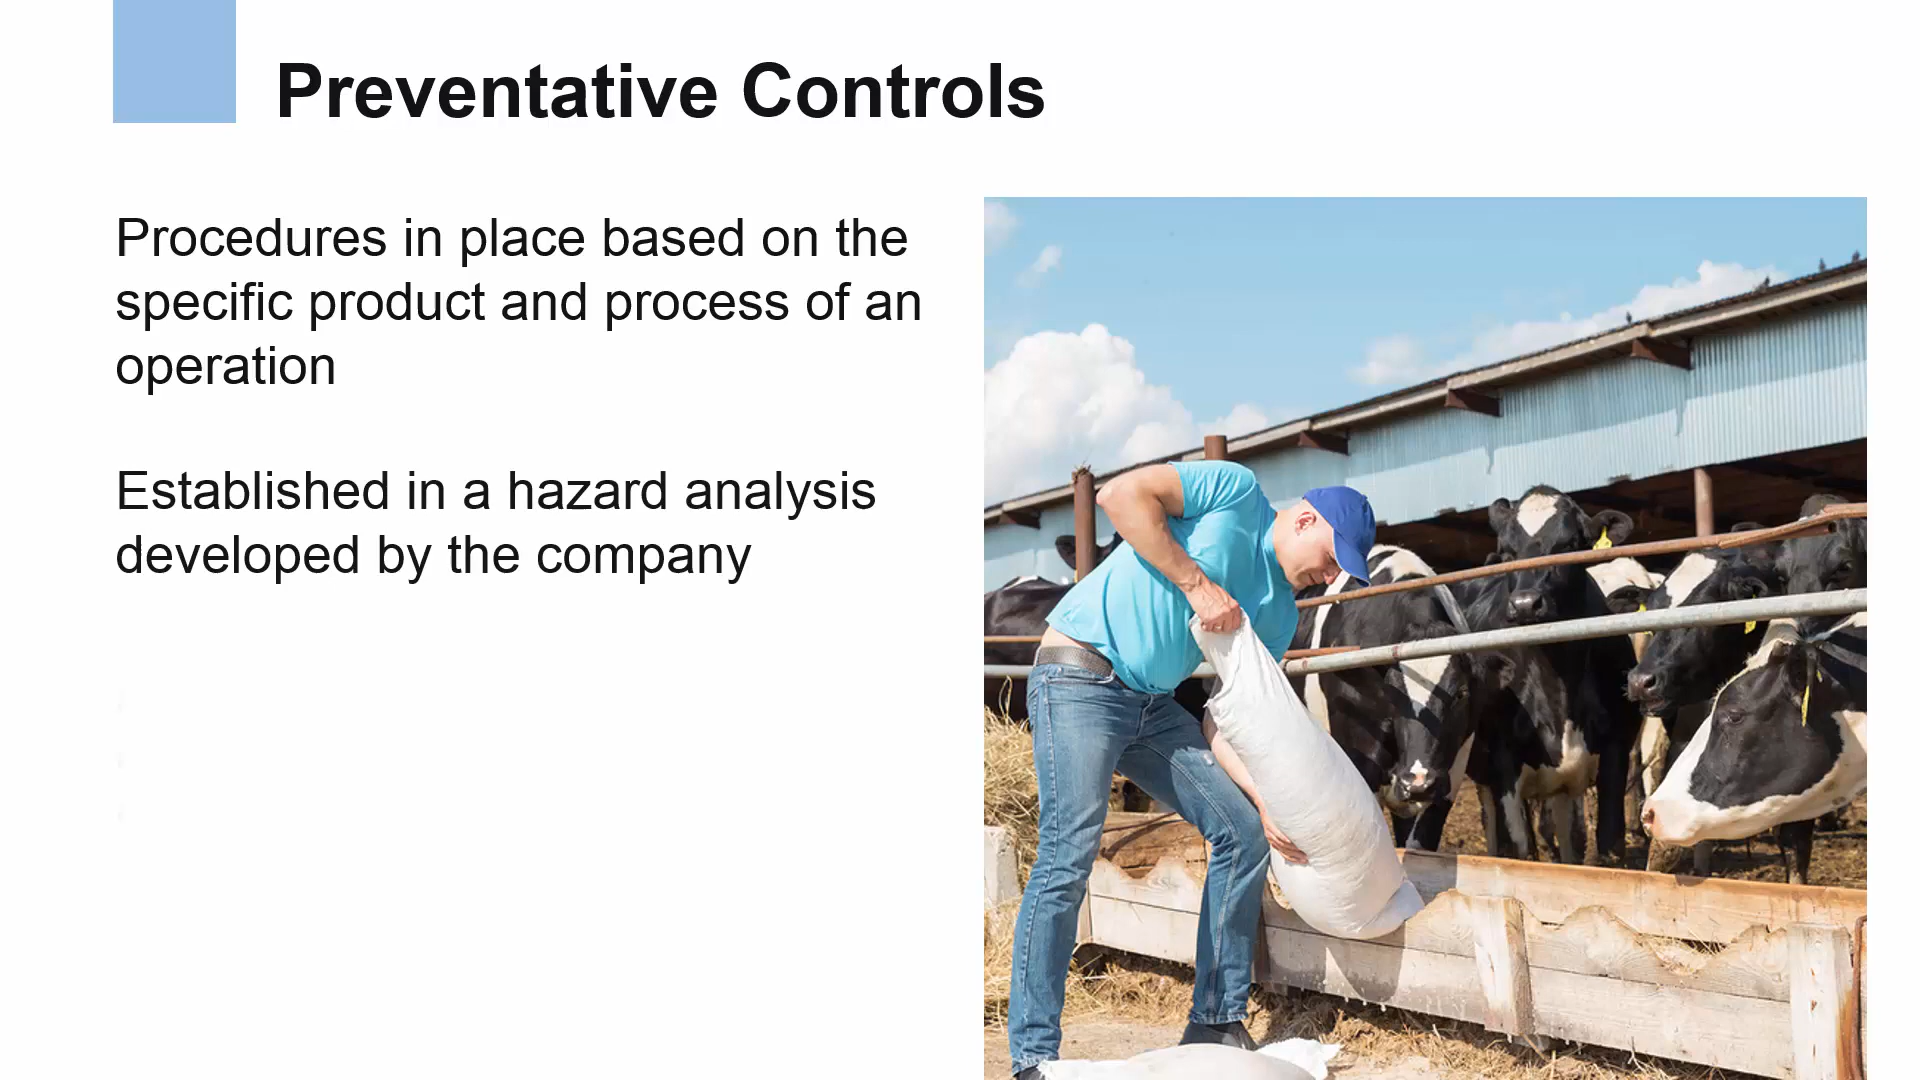 Preventative Controls
Procedures in place based on the
specific product and process of an
operation
Established in a hazard analysis
developed by the company